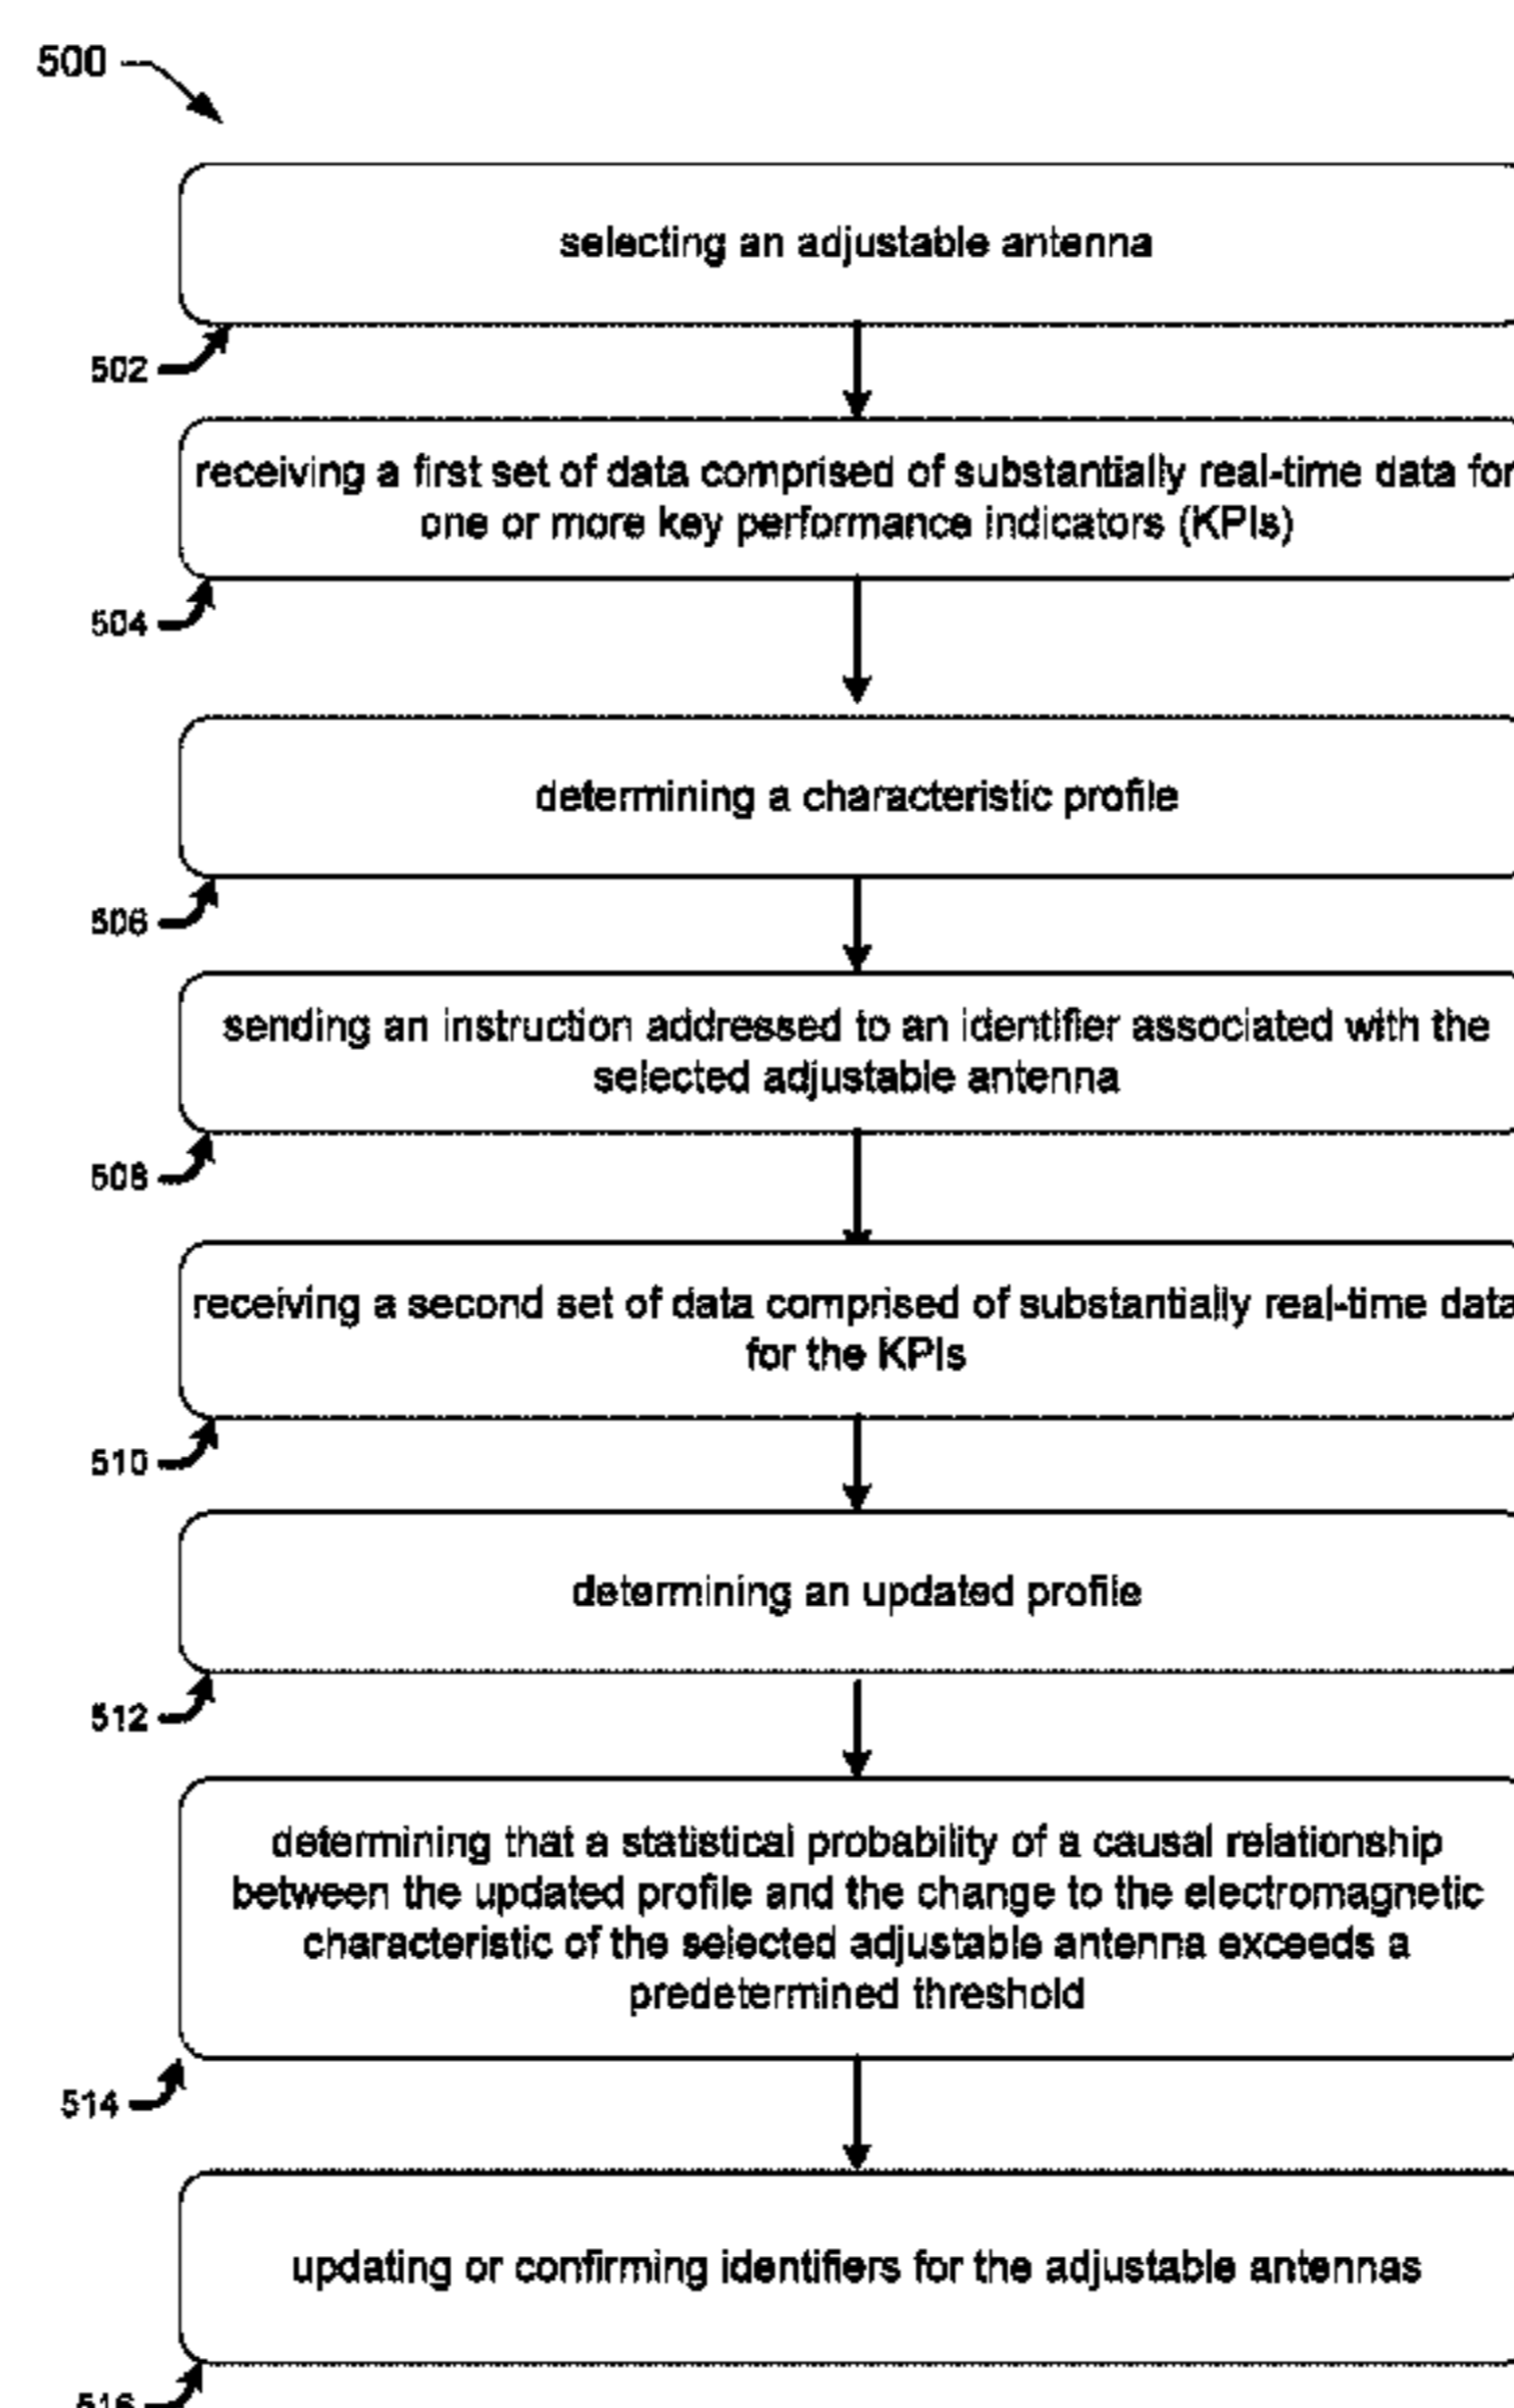 500
selecting an adjustable antenna
502
receiving a first set of data comprised of substantially real-time data for
one or more key performance indicators (KPIs)
504
determining a characteristic profile
506
sending an instruction addressed to an identifier associated with the
selected adjustable antenna
508
receiving a second set of data comprised of substantially real-time data
for the KPIs
510
determining an updated profile
512
determining that a statistical probability of a causal relationship
between the updated profile and the change to the electromagnetic
characteristic of the selected adjustable antenna exceeds a
predetermined threshold
514
updating or confirming identifiers for the adjustable antennas
516